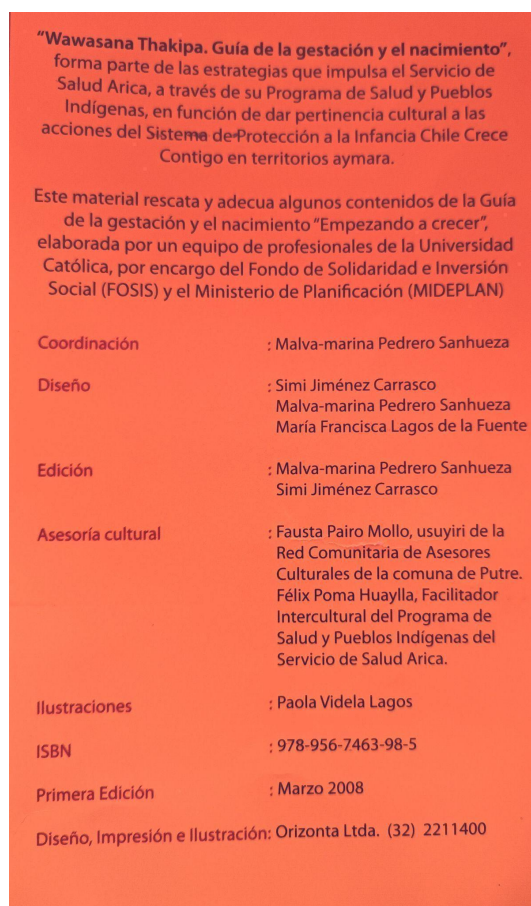 “Wawasana Thakipa. Guía de la gestación y el nacimiento”,
forma parte de las estrategias que impulsa el Servicio de
Salud Arica, a través de su Programa de Salud y Pueblos
Indígenas, en función de dar pertinencia cultural a las
acciones del Sistema de Protección a la Infancia Chile Crece
Contigo en territorios aymara.
Este material rescata y adecua algunos contenidos de la Guía
de la gestación y el nacimiento “Empezando a crecer”,
elaborada por un equipo de profesionales de la Universidad
Católica, por encargo del Fondo de Solidaridad e Inversión
Social (FOSIS) y el Ministerio de Planificación (MIDEPLAN)
Coordinación : Malva-marina Pedrero Sanhueza
Diseño : Simi Jiménez Carrasco
Malva-marina Pedrero Sanhueza
María Francisca Lagos de la Fuente
Edición : Malva-marina Pedrero Sanhueza
Simi Jiménez Carrasco
Asesoría cultural : Fausta Pairo Mollo, usuyiri de la
Red Comunitaria de Asesores
Culturales de la comuna de Putre.
Félix Poma Huaylla, Facilitador
Intercultural del Programa de
Salud y Pueblos Indígenas del
Servicio de Salud Arica.
Ilustraciones : Paola Videla Lagos
ISBN : 978-956-7463-98-5
Primera Edición : Marzo 2008
Diseño, Impresión e Ilustración: Orizonta Ltda. (32) 2211400